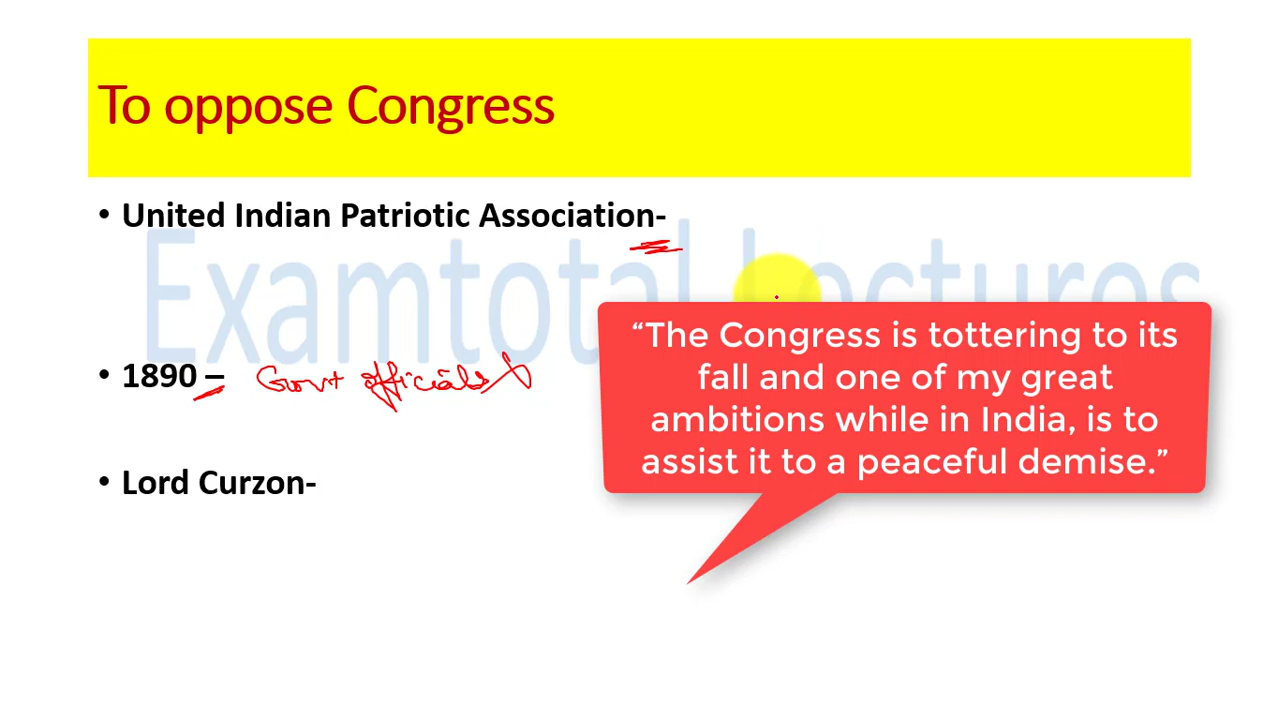 To oppose Congress
• United Indian Patriotic Association-
Examtotal Lectures
“The Congress is tottering to its
fall and one of my great
ambitions while in India, is to
assist it to a peaceful demise.”
• 1890 – Govt officials
• Lord Curzon-